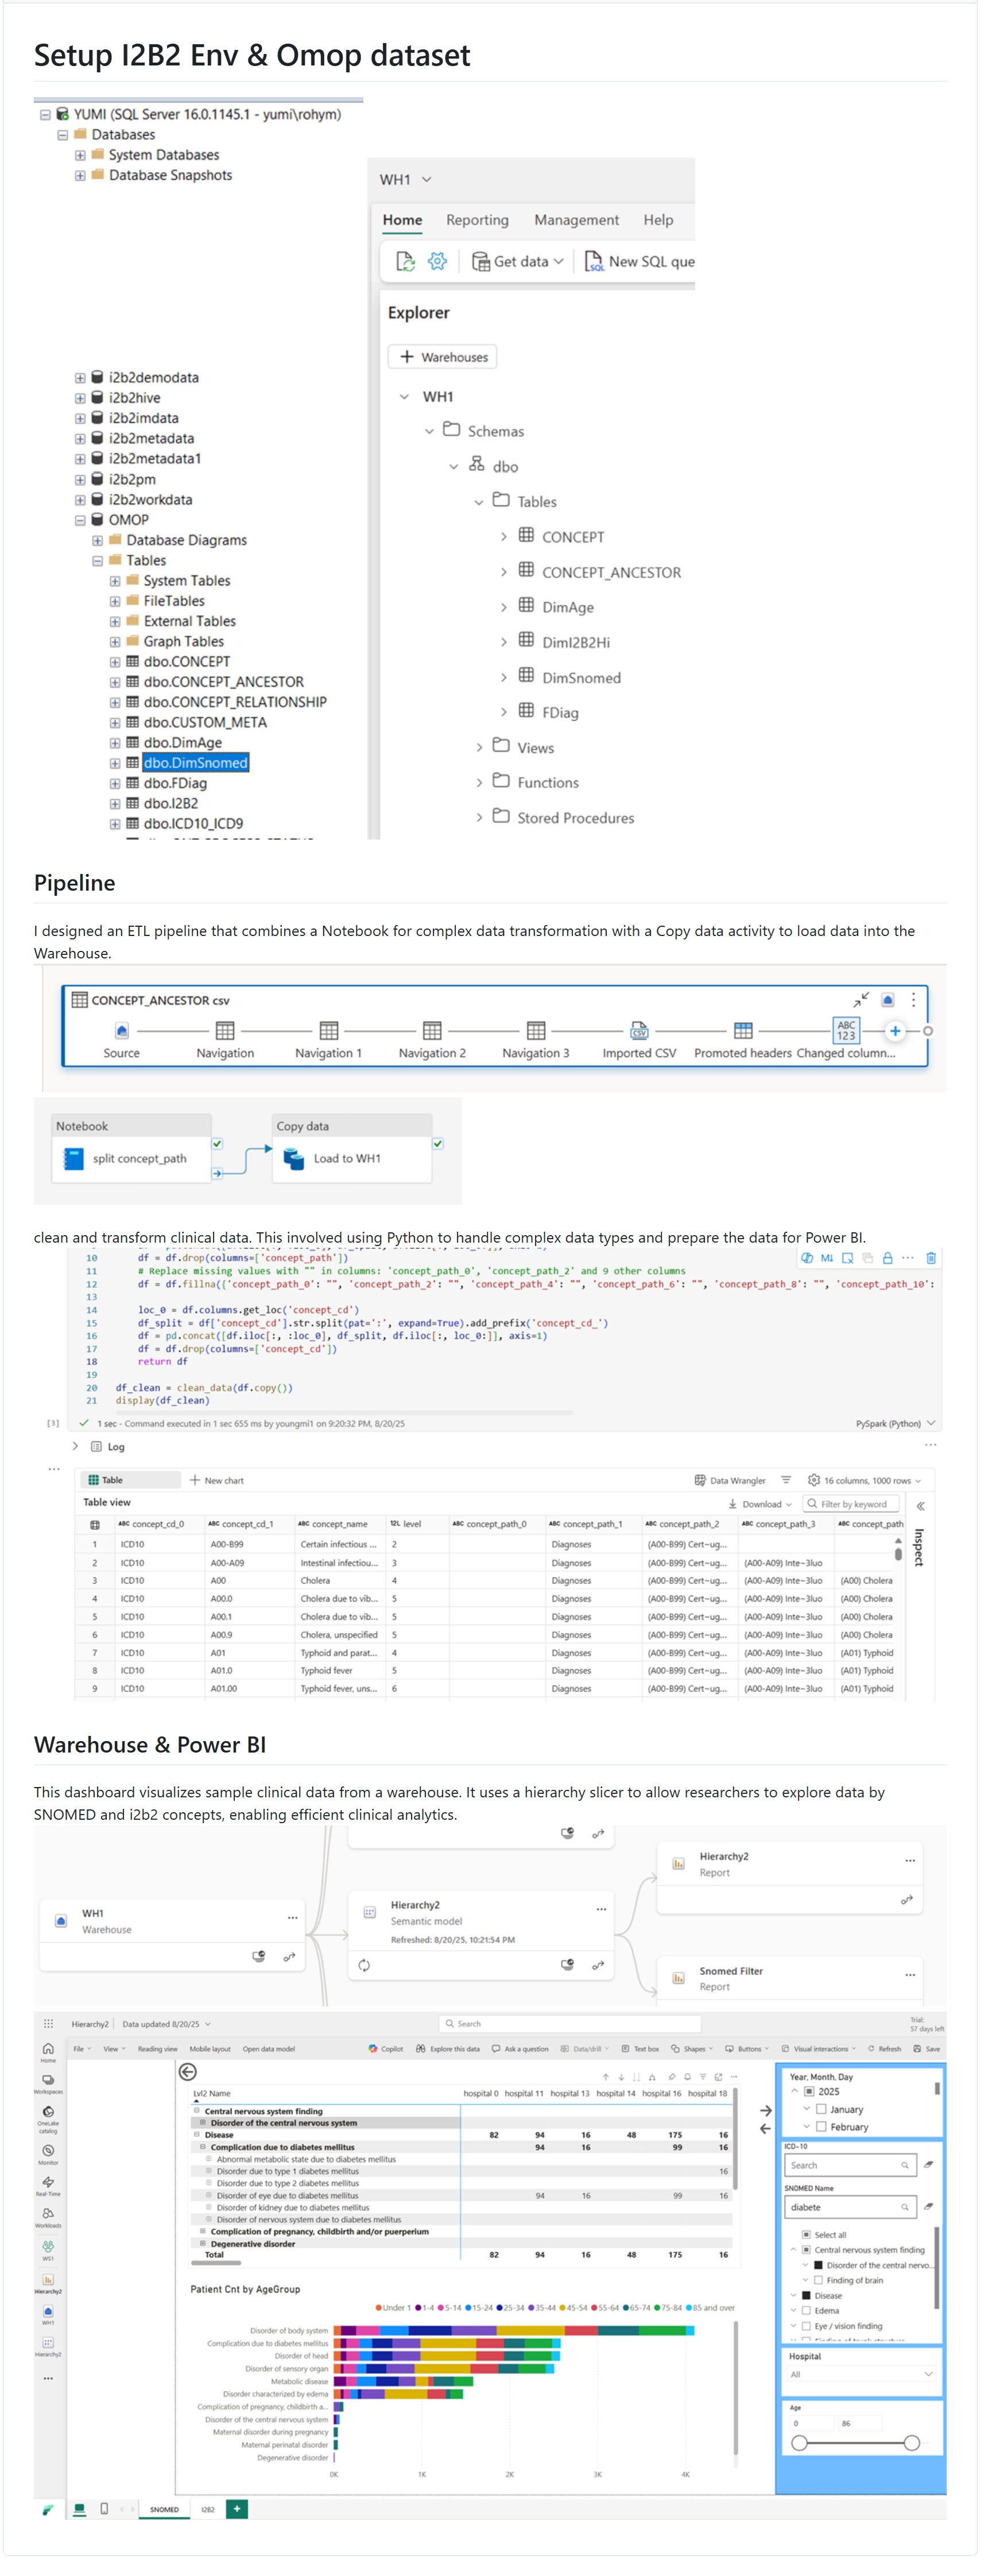 Setup I2B2 Env & Omop dataset
YUMI (SQL Server 16.0.1145.1 - yumi\rohym)
Databases
System Databases
Database Snapshots
i2b2demodata
i2b2hive
i2b2imdata
i2b2metadata
i2b2metadata1
i2b2pm
i2b2workdata
OMOP
Database Diagrams
Tables
System Tables
FileTables
External Tables
Graph Tables
dbo.CONCEPT
dbo.CONCEPT_ANCESTOR
dbo.CONCEPT_RELATIONSHIP
dbo.CUSTOM_META
dbo.DimAge
dbo.DimSnomed
dbo.FDiag
dbo.I2B2
dbo.ICD10_ICD9
WH1
Home Reporting Management Help
Get data New SQL que
Explorer
+ Warehouses
WH1
Schemas
dbo
Tables
CONCEPT
CONCEPT_ANCESTOR
DimAge
DimI2B2Hi
DimSnomed
FDiag
Views
Functions
Stored Procedures
Pipeline
I designed an ETL pipeline that combines a Notebook for complex data transformation with a Copy data activity to load data into the
Warehouse.
CONCEPT_ANCESTOR csv
ABC
123
CSV
Source Navigation Navigation 1 Navigation 2 Navigation 3 Imported CSV Promoted headers Changed column...
Notebook
split concept_path
Copy data
Load to WH1
clean and transform clinical data. This involved using Python to handle complex data types and prepare the data for Power BI.
10 df = df.drop(columns=['concept_path'])
11 # Replace missing values with "" in columns: 'concept_path_0', 'concept_path_2' and 9 other columns
12 df = df.fillna({'concept_path_0': "", 'concept_path_2': "", 'concept_path_4': "", 'concept_path_6': "", 'concept_path_8': "", 'concept_path_10':
13
14 loc_0 = df.columns.get_loc('concept_cd')
15 df_split = df['concept_cd'].str.split(pat=':', expand=True).add_prefix('concept_cd_')
16 df = pd.concat([df.iloc[:, :loc_0], df_split, df.iloc[:, loc_0:]], axis=1)
17 df = df.drop(columns=['concept_cd'])
18 return df
19
20 df_clean = clean_data(df.copy())
21 display(df_clean)
[3] 1 sec - Command executed in 1 sec 655 ms by youngmi1 on 9:20:32 PM, 8/20/25 PySpark (Python)
Log
Table + New chart Data Wrangler 16 columns, 1000 rows
Table view Download Filter by keyword
ABC concept_cd_0 ABC concept_cd_1 ABC concept_name 12L level ABC concept_path_0 ABC concept_path_1 ABC concept_path_2 ABC concept_path_3 ABC concept_path
1 ICD10 A00-B99 Certain infectious ... 2 Diagnoses (A00-B99) Cert~ug...
2 ICD10 A00-A09 Intestinal infectiou... 3 Diagnoses (A00-B99) Cert~ug... (A00-A09) Inte~3luo
3 ICD10 A00 Cholera 4 Diagnoses (A00-B99) Cert~ug... (A00-A09) Inte~3luo (A00) Cholera
4 ICD10 A00.0 Cholera due to vib... 5 Diagnoses (A00-B99) Cert~ug... (A00-A09) Inte~3luo (A00) Cholera
5 ICD10 A00.1 Cholera due to vib... 5 Diagnoses (A00-B99) Cert~ug... (A00-A09) Inte~3luo (A00) Cholera
6 ICD10 A00.9 Cholera, unspecified 5 Diagnoses (A00-B99) Cert~ug... (A00-A09) Inte~3luo (A00) Cholera
7 ICD10 A01 Typhoid and parat... 4 Diagnoses (A00-B99) Cert~ug... (A00-A09) Inte~3luo (A01) Typhoid
8 ICD10 A01.0 Typhoid fever 5 Diagnoses (A00-B99) Cert~ug... (A00-A09) Inte~3luo (A01) Typhoid
9 ICD10 A01.00 Typhoid fever, uns... 6 Diagnoses (A00-B99) Cert~ug... (A00-A09) Inte~3luo (A01) Typhoid
Inspect
Warehouse & Power BI
This dashboard visualizes sample clinical data from a warehouse. It uses a hierarchy slicer to allow researchers to explore data by
SNOMED and i2b2 concepts, enabling efficient clinical analytics.
WH1
Warehouse
Hierarchy2
Semantic model
Refreshed: 8/20/25, 10:21:54 PM
Hierarchy2
Report
Snomed Filter
Report
Hierarchy2 | Data updated 8/20/25 Search Trial:
57 days left
File View Reading view Mobile layout Open data model Copilot Explore this data Ask a question Data/drill Text box Shapes Buttons Visual interactions Refresh Save
Home
Workspaces
OneLake
catalog
Monitor
Real-Time
Workloads
WS1
Hierarchy2
WH1
Hierarchy2
Lvl2 Name hospital 0 hospital 11 hospital 13 hospital 14 hospital 16 hospital 18
Central nervous system finding
Disorder of the central nervous system
Disease 82 94 16 48 175 16
Complication due to diabetes mellitus 94 16 99 16
Abnormal metabolic state due to diabetes mellitus
Disorder due to type 1 diabetes mellitus 16
Disorder due to type 2 diabetes mellitus
Disorder of eye due to diabetes mellitus 94 16 99 16
Disorder of kidney due to diabetes mellitus
Disorder of nervous system due to diabetes mellitus
Complication of pregnancy, childbirth and/or puerperium
Degenerative disorder
Total 82 94 16 48 175 16
Patient Cnt by AgeGroup
Under 1 1-4 5-14 15-24 25-34 35-44 45-54 55-64 65-74 75-84 85 and over
Disorder of body system
Complication due to diabetes mellitus
Disorder of head
Disorder of sensory organ
Metabolic disease
Disorder characterized by edema
Complication of pregnancy, childbirth a...
Disorder of the central nervous system
Maternal disorder during pregnancy
Maternal perinatal disorder
Degenerative disorder
0K 1K 2K 3K 4K
Year, Month, Day
2025
January
February
ICD-10
Search
SNOMED Name
diabete
Select all
Central nervous system finding
Disorder of the central nervo...
Finding of brain
Disease
Edema
Eye / vision finding
Hospital
All
Age
0 86
SNOMED I2B2 +